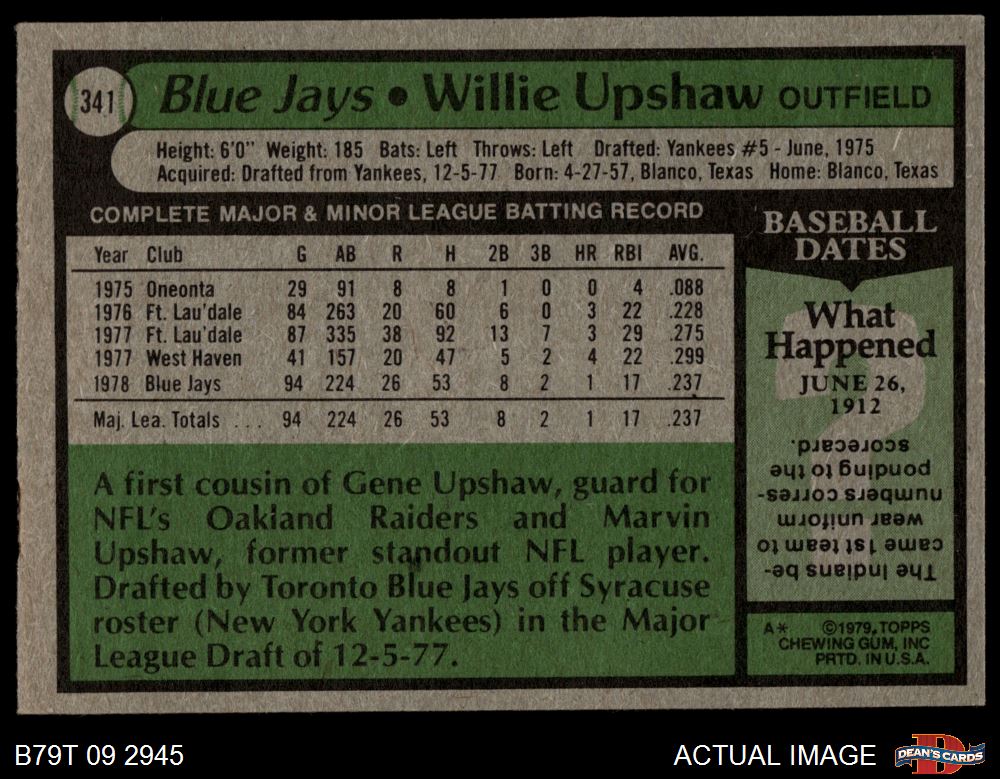 341
Blue Jays • Willie Upshaw OUTFIELD
Height: 6'0" Weight: 185 Bats: Left Throws: Left Drafted: Yankees #5 - June, 1975
Acquired: Drafted from Yankees, 12-5-77 Born: 4-27-57, Blanco, Texas Home: Blanco, Texas
COMPLETE MAJOR & MINOR LEAGUE BATTING RECORD
Year Club G AB R H 2B 3B HR RBI AVG.
1975 Oneonta 29 91 8 8 1 0 0 4 .088
1976 Ft. Lau'dale 84 263 20 60 6 0 3 22 .228
1977 Ft. Lau'dale 87 335 38 92 13 7 3 29 .275
1977 West Haven 41 157 20 47 5 2 4 22 .299
1978 Blue Jays 94 224 26 53 8 2 1 17 .237
Maj. Lea. Totals . . . 94 224 26 53 8 2 1 17 .237
A first cousin of Gene Upshaw, guard for
NFL's Oakland Raiders and Marvin
Upshaw, former standout NFL player.
Drafted by Toronto Blue Jays off Syracuse
roster (New York Yankees) in the Major
League Draft of 12-5-77.
BASEBALL
DATES
What
Happened
JUNE 26,
1912
The Indians be-
came 1st team to
wear uniform
numbers corres-
ponding to the
scorecard.
A* ©1979, TOPPS
CHEWING GUM, INC
PRTD. IN U.S.A.
B79T 09 2945
ACTUAL IMAGE
DEAN'S CARDS